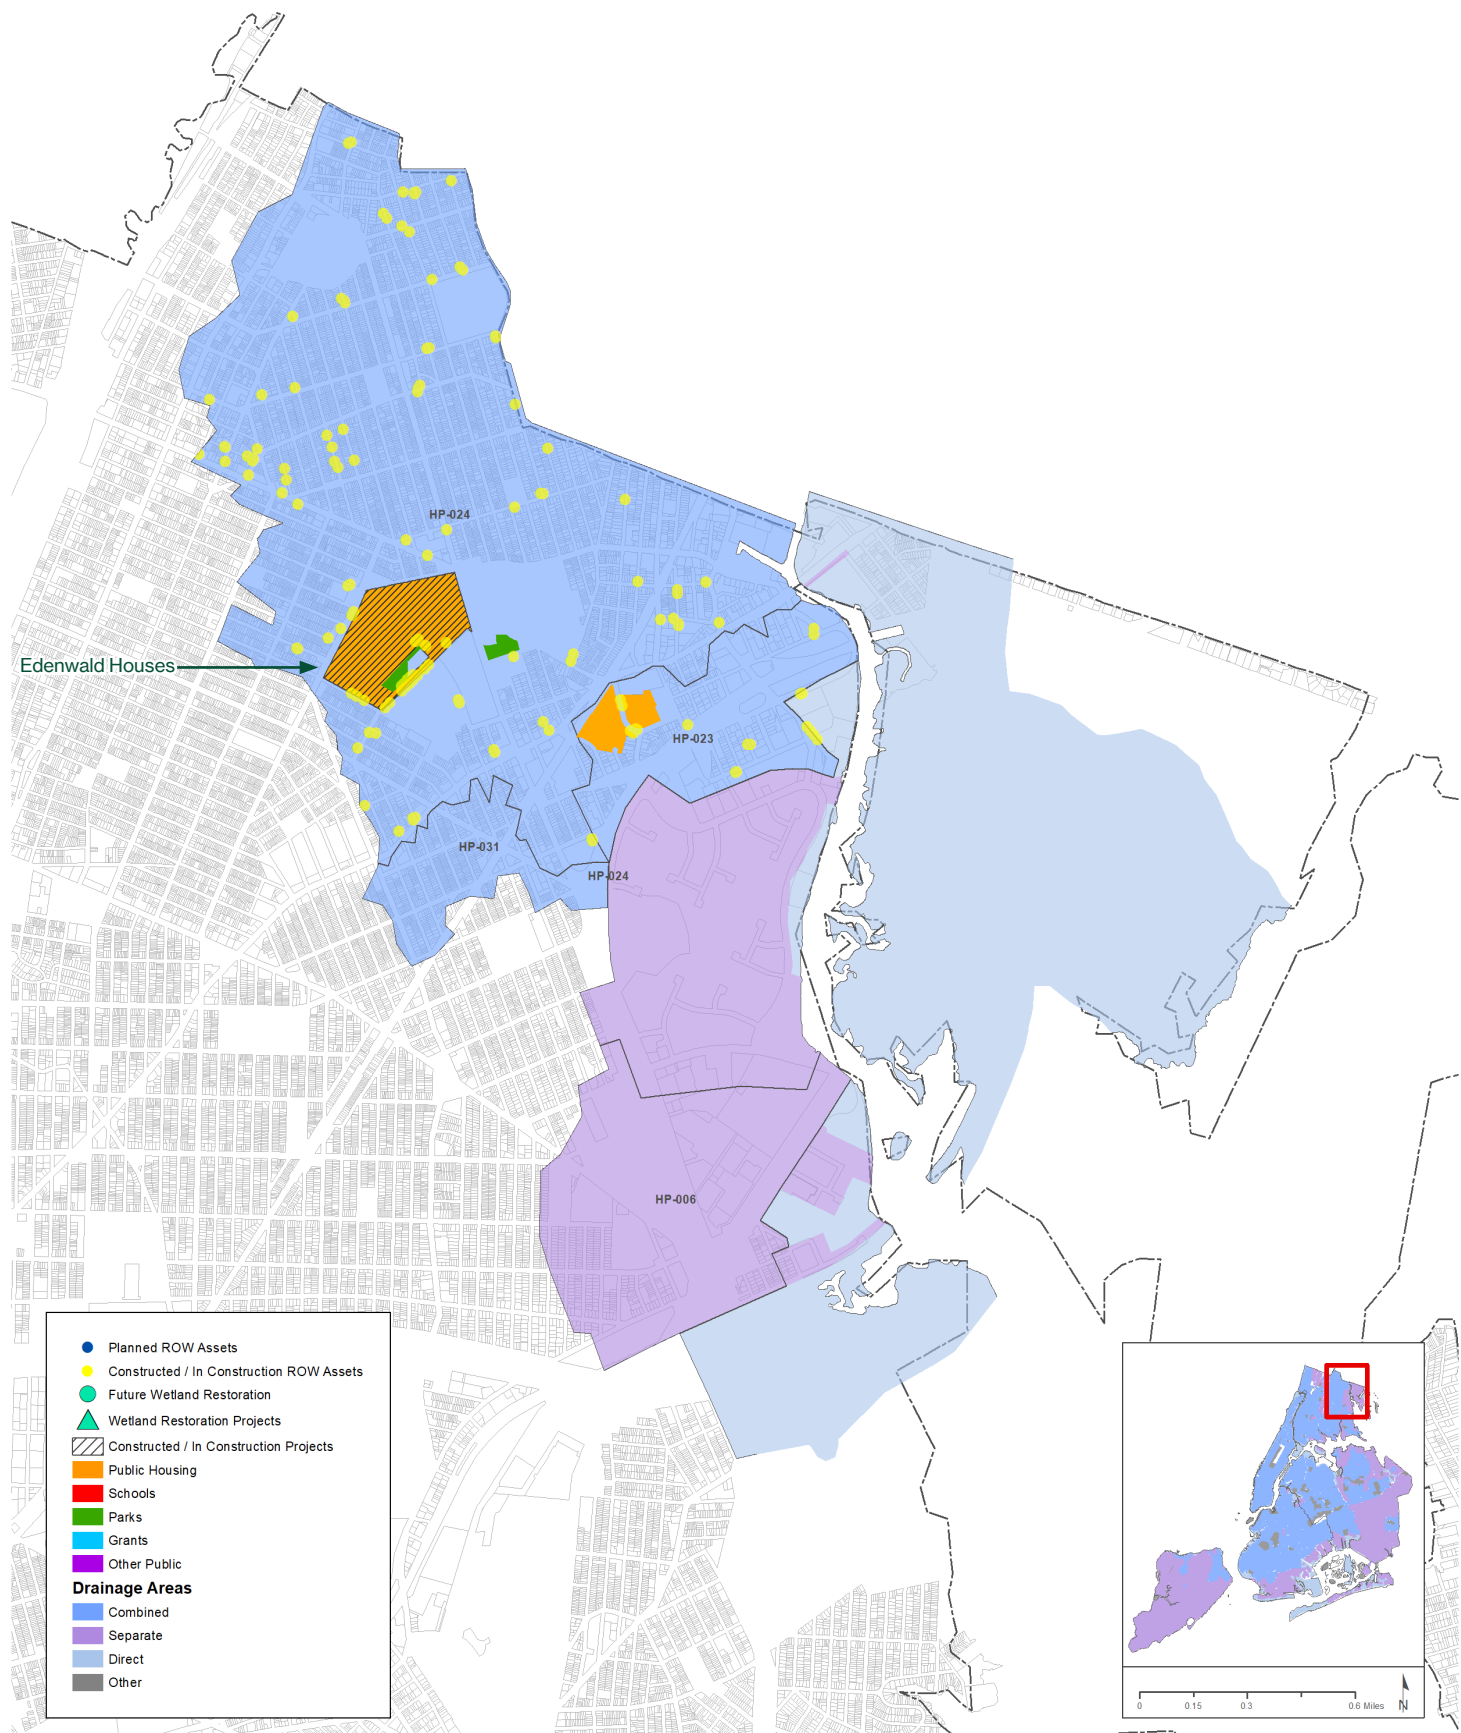 HP-024
Edenwald Houses
HP-023
HP-031
HP-024
HP-006
Planned ROW Assets
Constructed / In Construction ROW Assets
Future Wetland Restoration
Wetland Restoration Projects
Constructed / In Construction Projects
Public Housing
Schools
Parks
Grants
Other Public
Drainage Areas
Combined
Separate
Direct
Other
0 0.15 0.3 0.6 Miles
N